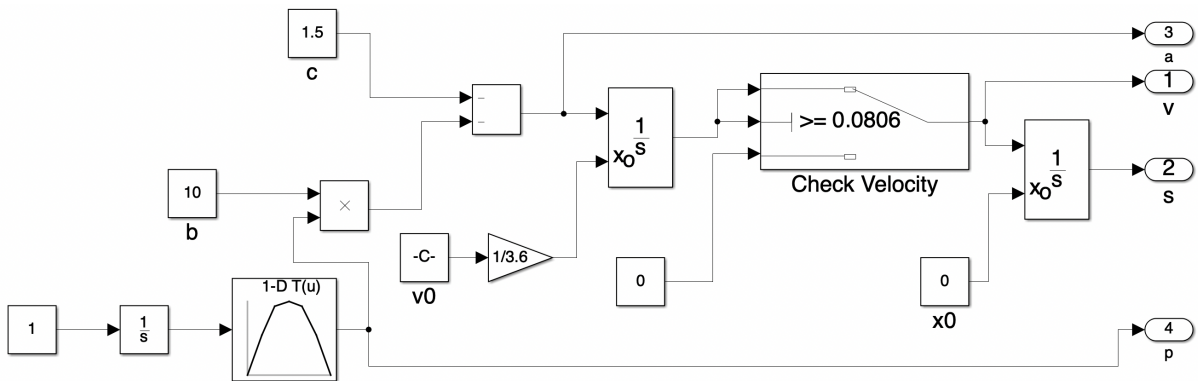 1.5
c
3
a
1
v
−
−
1
s
x0
>= 0.0806
Check Velocity
1
s
x0
2
s
10
b
×
-C-
v0
1/3.6
0
0
x0
1
1
s
1-D T(u)
4
p